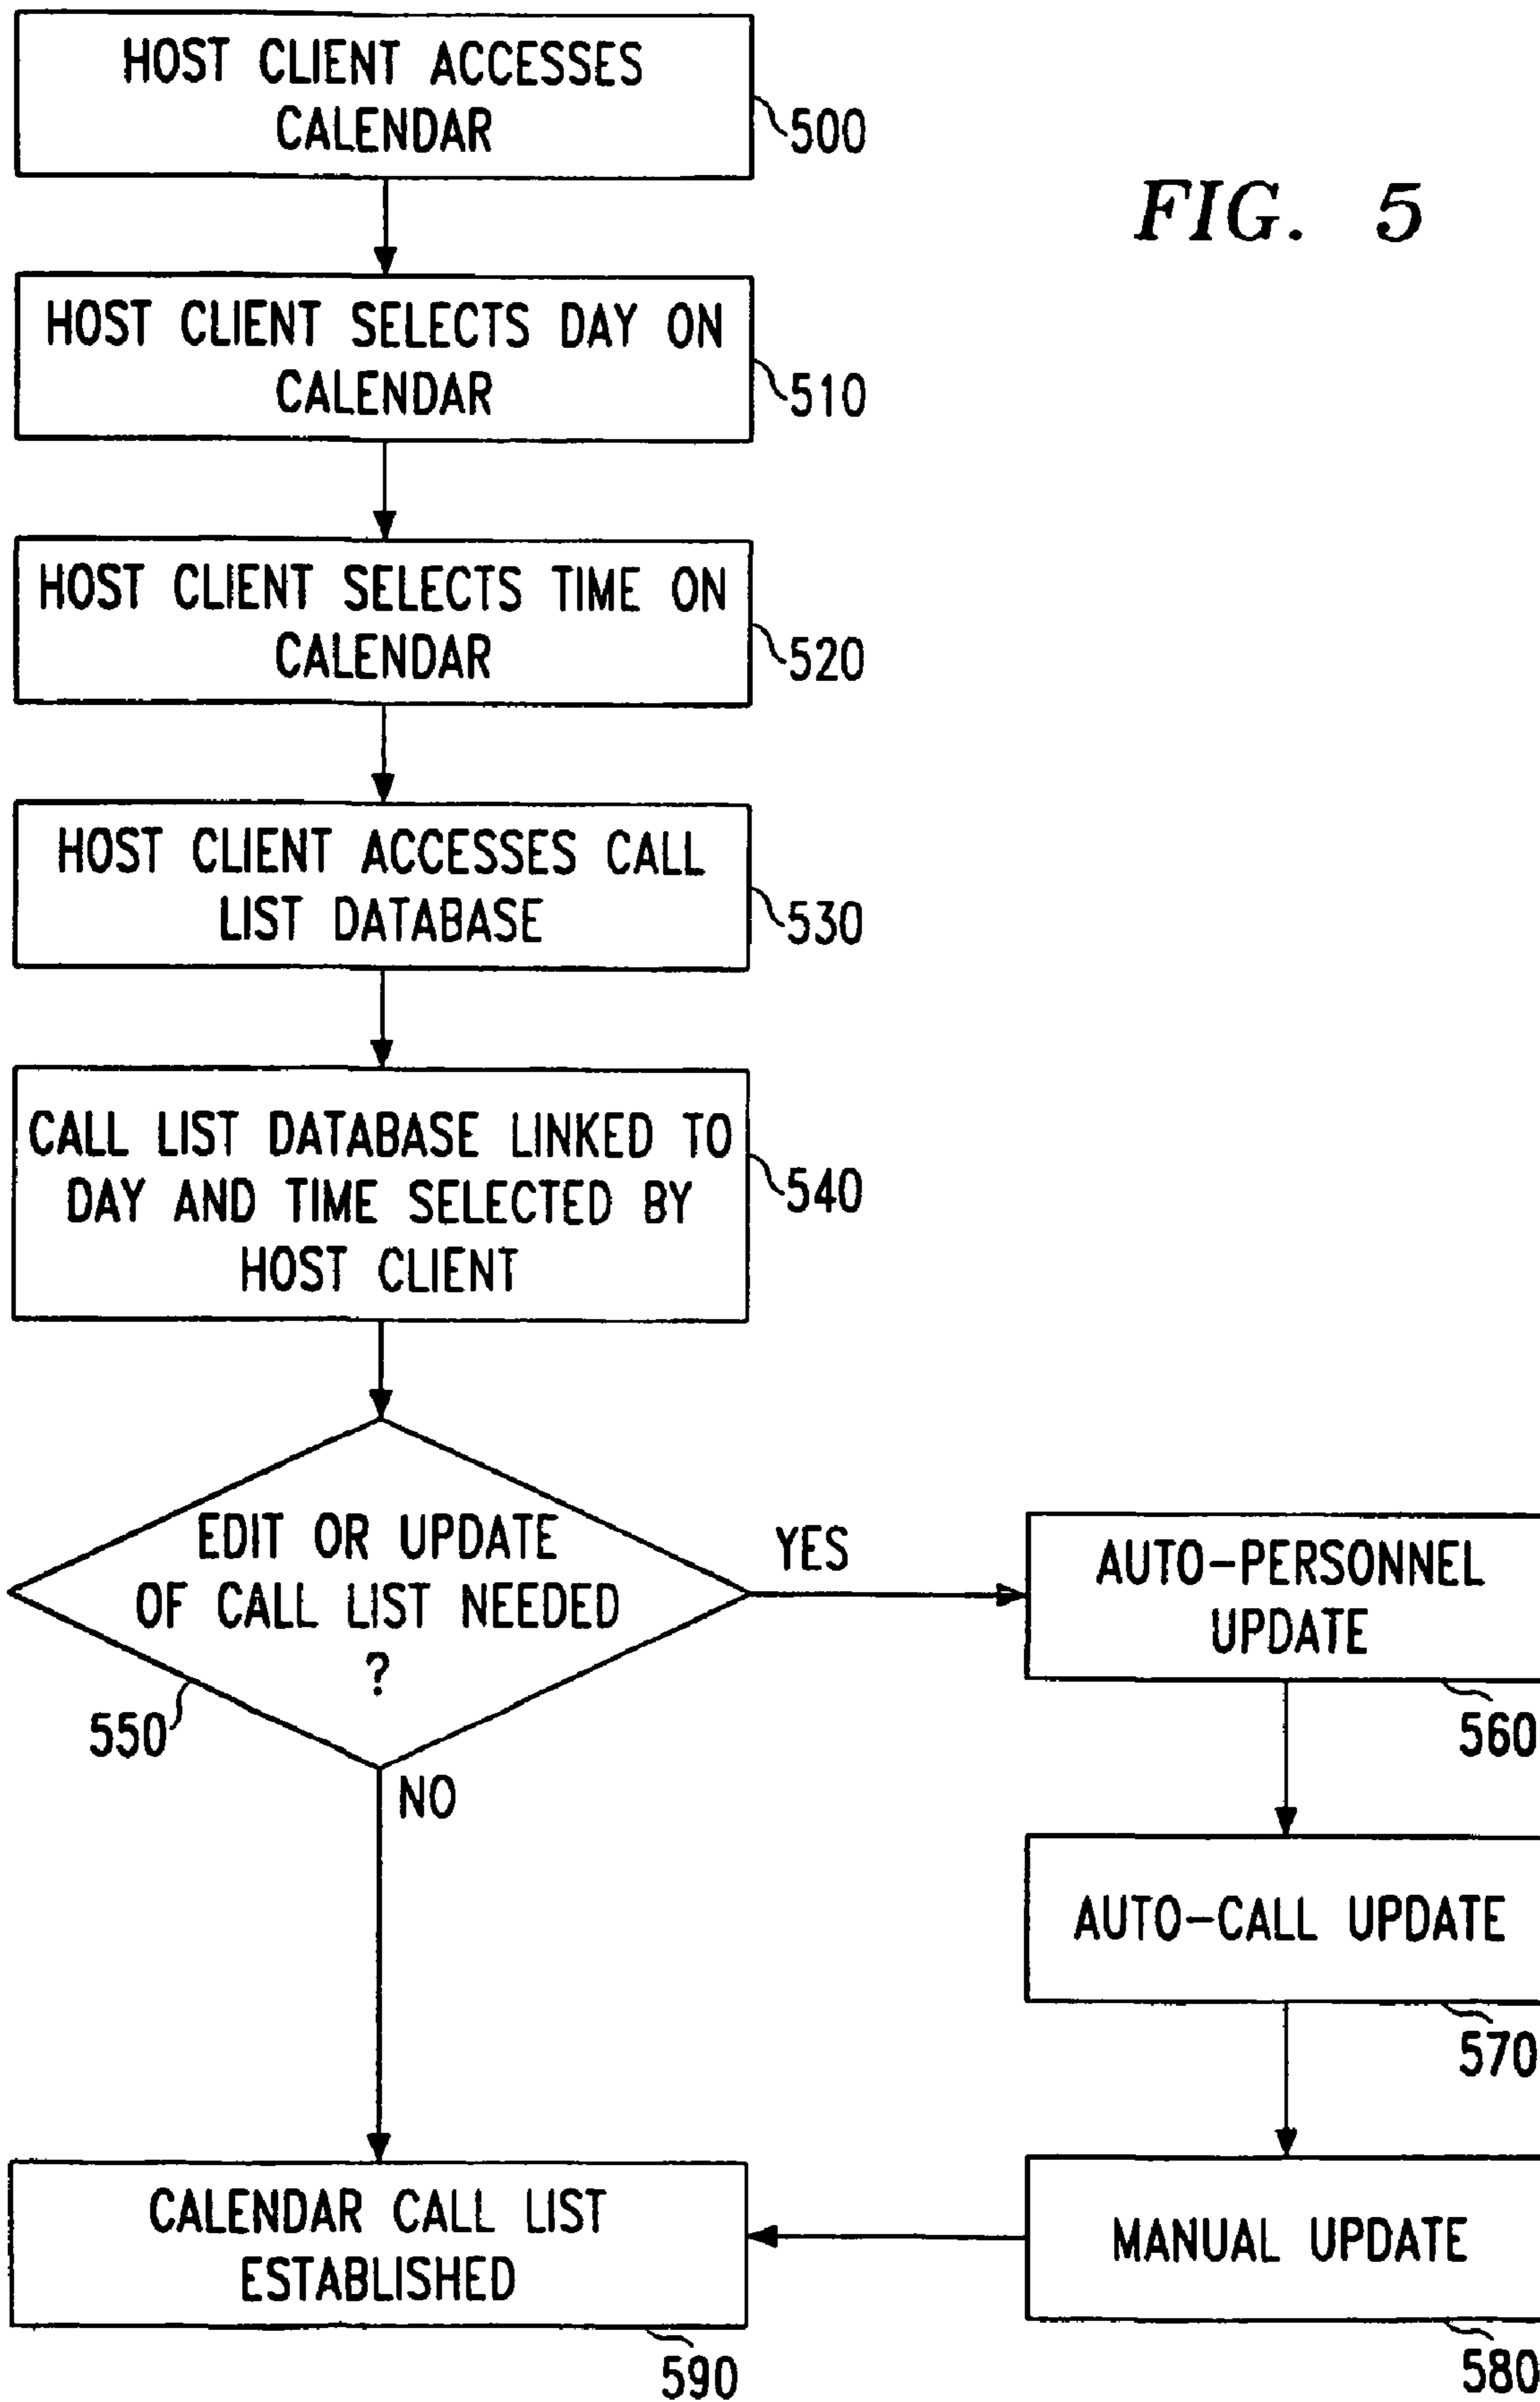 HOST CLIENT ACCESSES
CALENDAR
500
FIG. 5
HOST CLIENT SELECTS DAY ON
CALENDAR
510
HOST CLIENT SELECTS TIME ON
CALENDAR
520
HOST CLIENT ACCESSES CALL
LIST DATABASE
530
CALL LIST DATABASE LINKED TO
DAY AND TIME SELECTED BY
HOST CLIENT
540
EDIT OR UPDATE
OF CALL LIST NEEDED
?
550
YES
NO
AUTO-PERSONNEL
UPDATE
560
AUTO-CALL UPDATE
570
MANUAL UPDATE
580
CALENDAR CALL LIST
ESTABLISHED
590